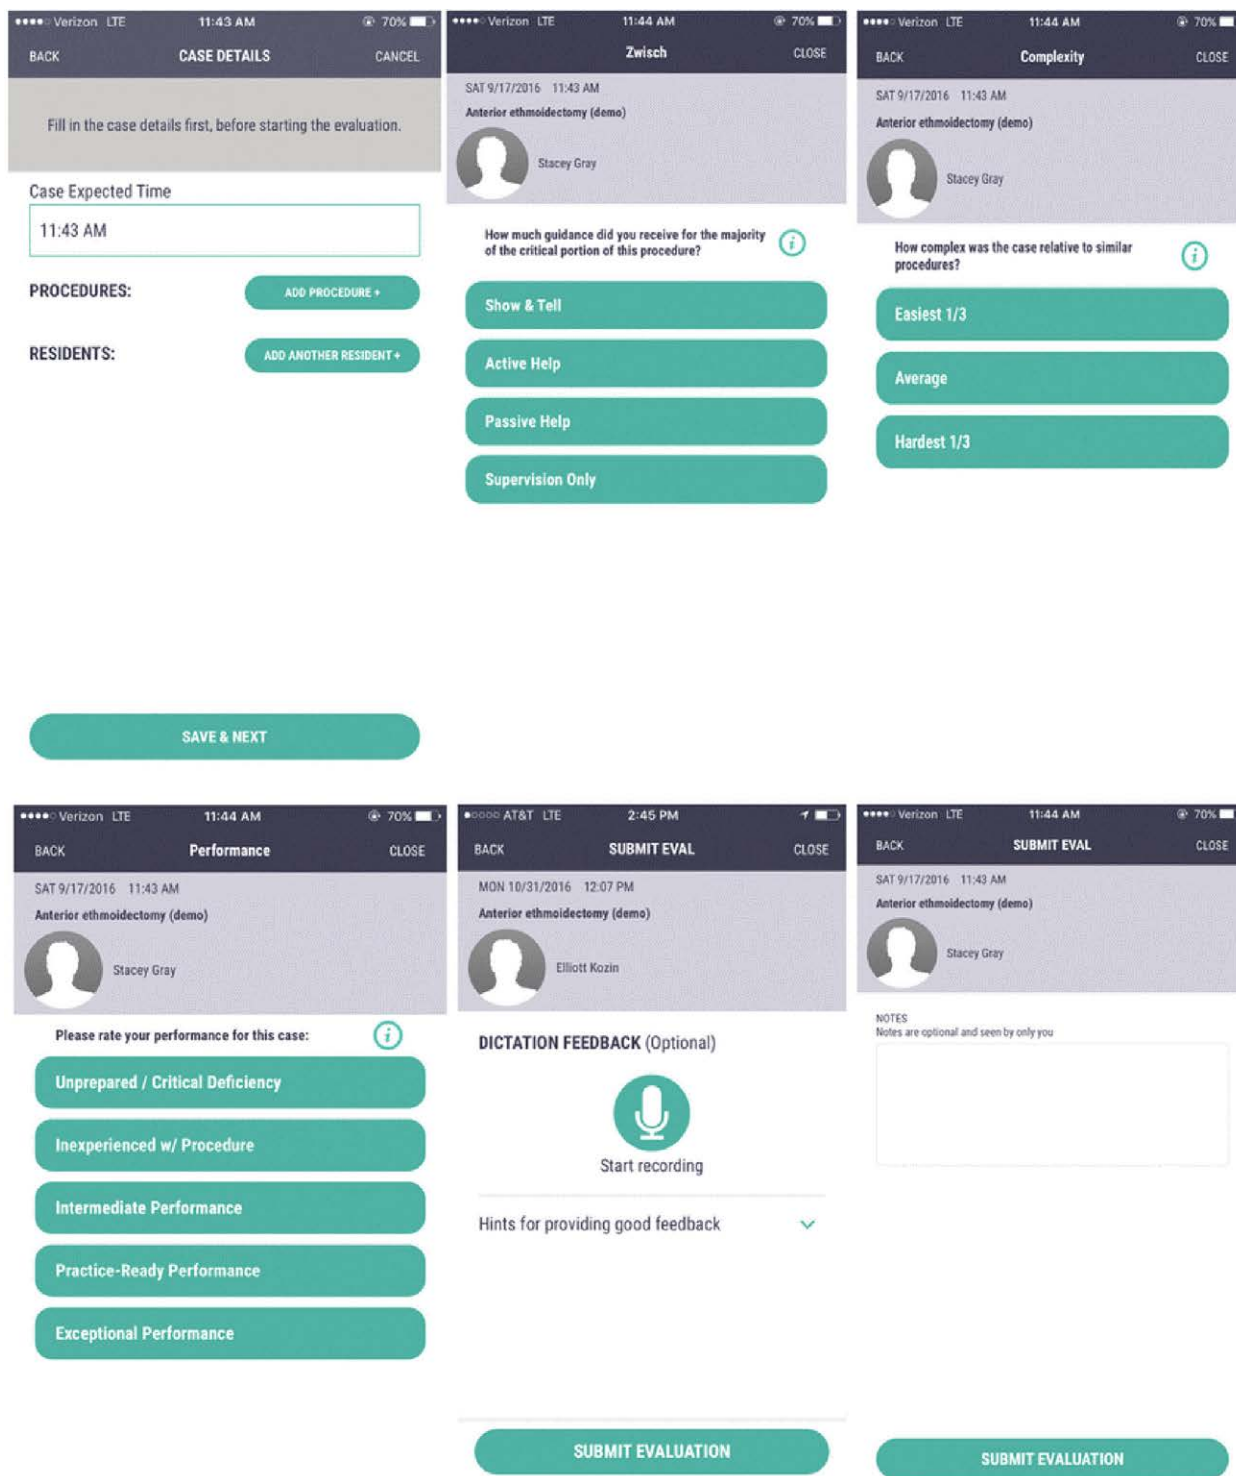 Verizon LTE 11:43 AM 70%
BACK CASE DETAILS CANCEL
Fill in the case details first, before starting the evaluation.
Case Expected Time
11:43 AM
PROCEDURES: ADD PROCEDURE +
RESIDENTS: ADD ANOTHER RESIDENT +
SAVE & NEXT
Verizon LTE 11:44 AM 70%
Zwisch CLOSE
SAT 9/17/2016 11:43 AM
Anterior ethmoidectomy (demo)
Stacey Gray
How much guidance did you receive for the majority
of the critical portion of this procedure?
i
Show & Tell
Active Help
Passive Help
Supervision Only
Verizon LTE 11:44 AM 70%
BACK Complexity CLOSE
SAT 9/17/2016 11:43 AM
Anterior ethmoidectomy (demo)
Stacey Gray
How complex was the case relative to similar
procedures?
i
Easiest 1/3
Average
Hardest 1/3
Verizon LTE 11:44 AM 70%
BACK Performance CLOSE
SAT 9/17/2016 11:43 AM
Anterior ethmoidectomy (demo)
Stacey Gray
Please rate your performance for this case: i
Unprepared / Critical Deficiency
Inexperienced w/ Procedure
Intermediate Performance
Practice-Ready Performance
Exceptional Performance
AT&T LTE 2:45 PM
BACK SUBMIT EVAL CLOSE
MON 10/31/2016 12:07 PM
Anterior ethmoidectomy (demo)
Elliott Kozin
DICTATION FEEDBACK (Optional)
Start recording
Hints for providing good feedback
SUBMIT EVALUATION
Verizon LTE 11:44 AM 70%
BACK SUBMIT EVAL CLOSE
SAT 9/17/2016 11:43 AM
Anterior ethmoidectomy (demo)
Stacey Gray
NOTES
Notes are optional and seen by only you
SUBMIT EVALUATION